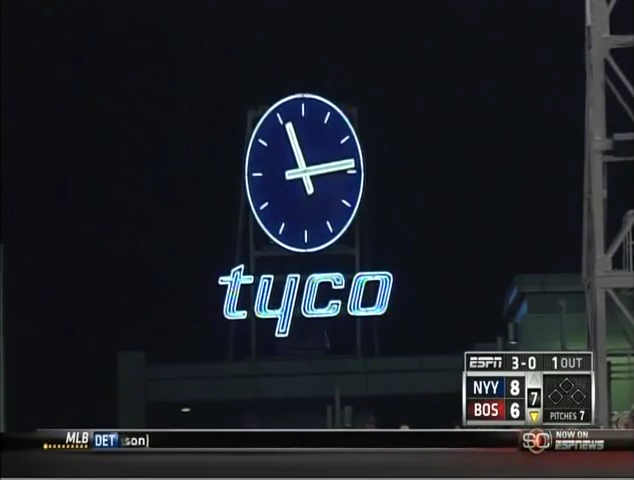 tyco
ESPN 3-0 1 OUT
NYY 8
7
BOS 6
PITCHES 7
MLB DET son)
NOW ON
ESPNEWS